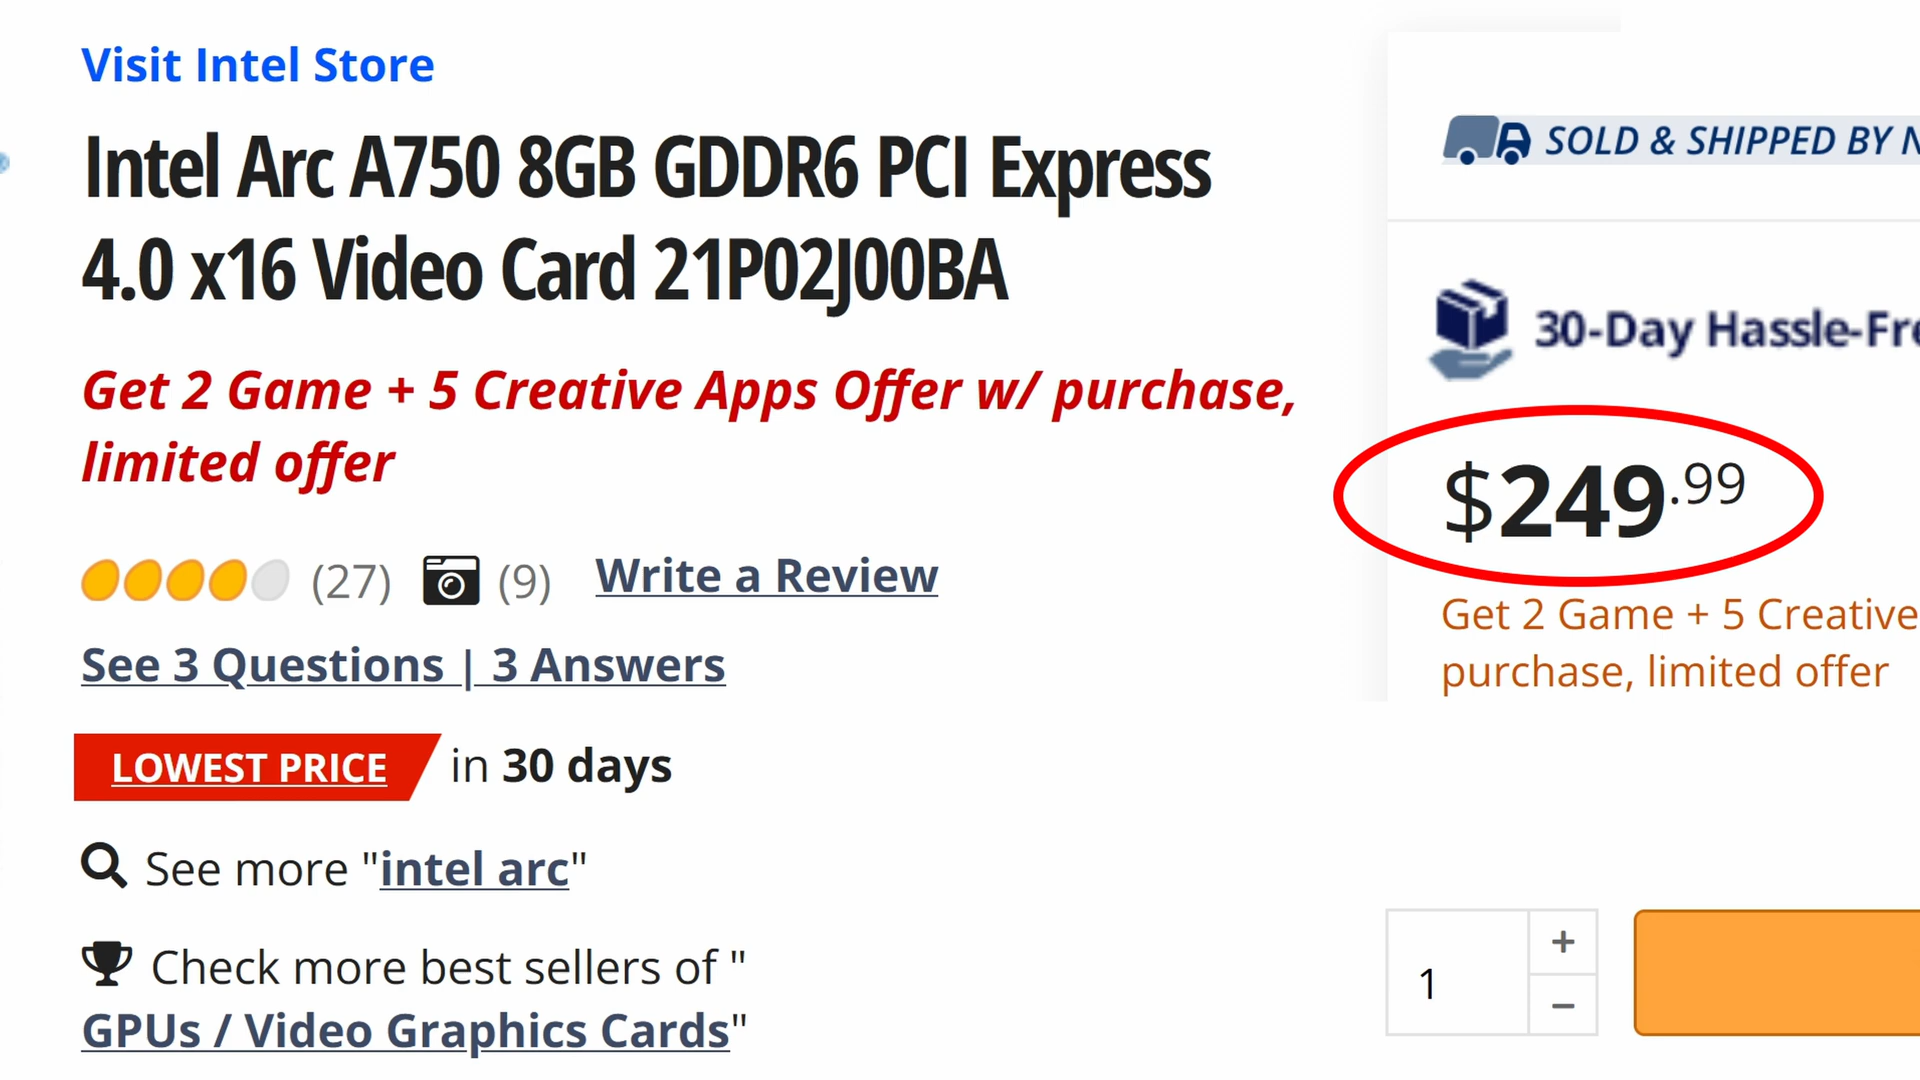 Visit Intel Store
Intel Arc A750 8GB GDDR6 PCI Express
4.0 x16 Video Card 21P02J00BA
Get 2 Game + 5 Creative Apps Offer w/ purchase,
limited offer
(27) (9) Write a Review
See 3 Questions | 3 Answers
LOWEST PRICE in 30 days
See more "intel arc"
Check more best sellers of "
GPUs / Video Graphics Cards"
SOLD & SHIPPED BY N
30-Day Hassle-Fre
$249.99
Get 2 Game + 5 Creative
purchase, limited offer
1 + −